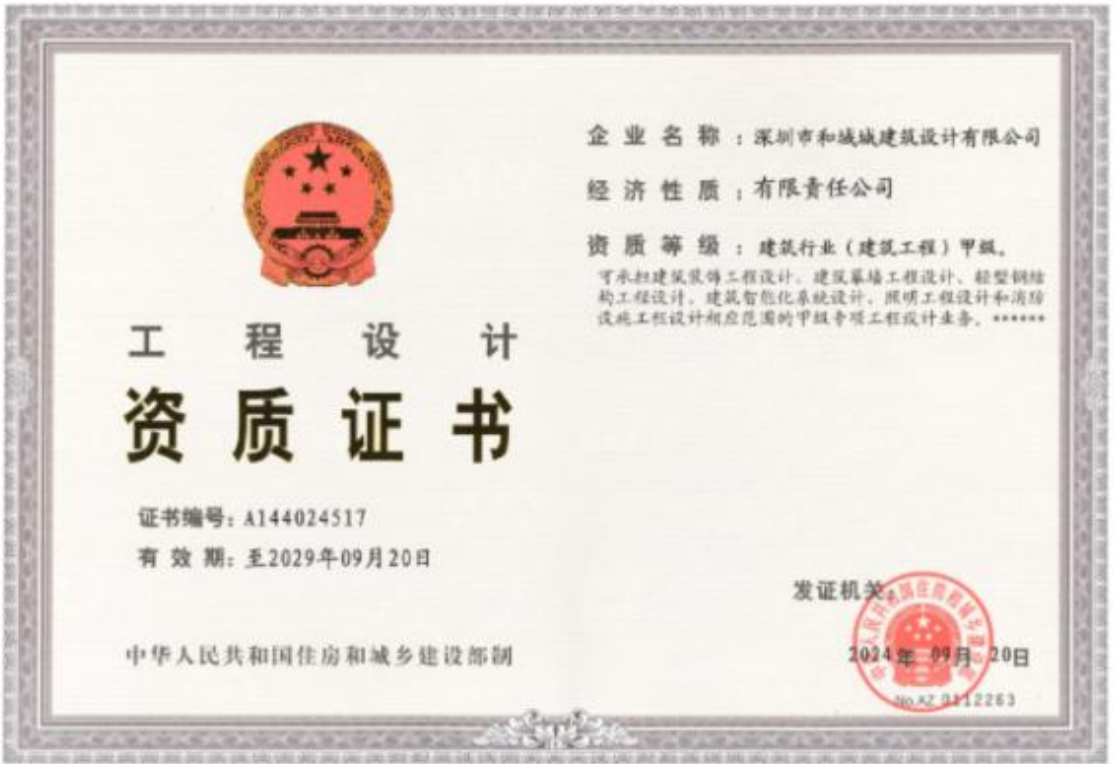 工程设计
资质证书
证书编号：A144024517
有效期：至2029年09月20日
中华人民共和国住房和城乡建设部制
企业名称：深圳市和域城建筑设计有限公司
经济性质：有限责任公司
资质等级：建筑行业（建筑工程）甲级。
可承担建筑装饰工程设计、建筑幕墙工程设计、轻型钢结
构工程设计、建筑智能化系统设计、照明工程设计和消防
设施工程设计相应范围的甲级专项工程设计业务。******
发证机关：
2024年 09月 20日
No.AZ 0112263